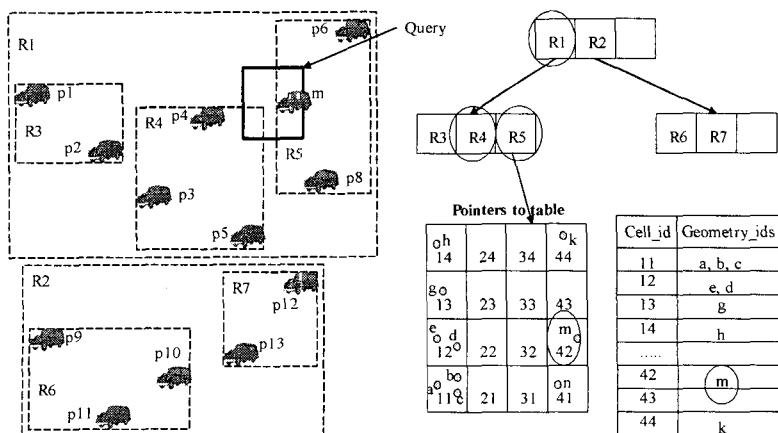 R1
p6
p1
R3
p2
R4
p4
m
R5
p3
p8
p5
Query
R1 R2
R3 R4 R5
R6 R7
R2
R7
p12
p9
p10
p13
R6
p11
Pointers to table
h k
14 24 34 44
g
13 23 33 43
e d m
12 22 32 42
a b c n
11 21 31 41
Cell_id Geometry_ids
11 a, b, c
12 e, d
13 g
14 h
.....
42 m
43
44 k